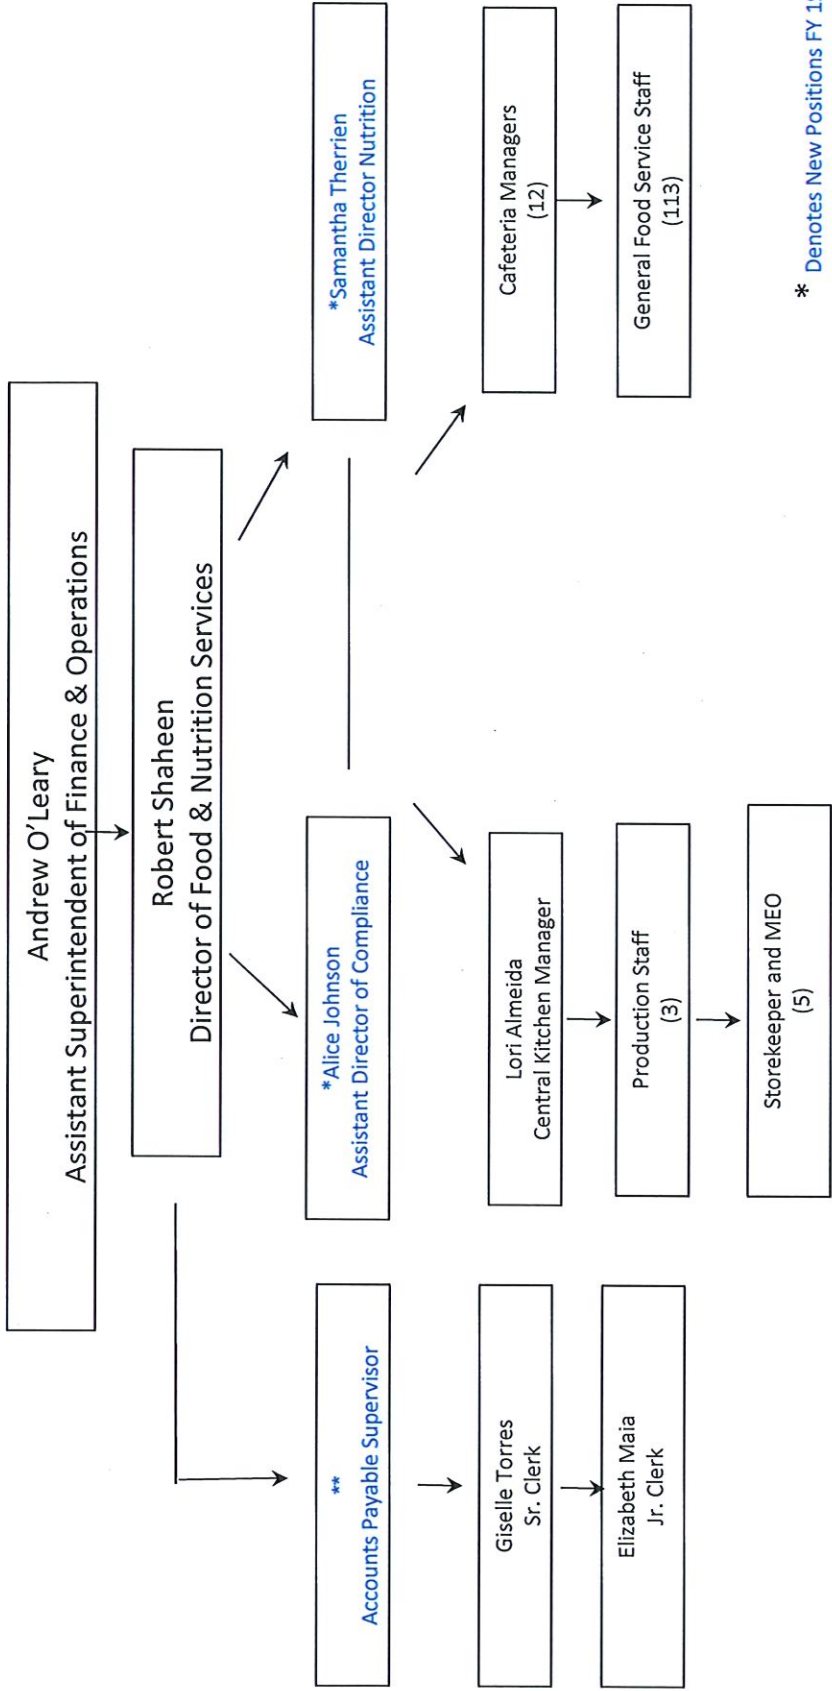 Andrew O'Leary
Assistant Superintendent of Finance & Operations
Robert Shaheen
Director of Food & Nutrition Services
**
Accounts Payable Supervisor
*Alice Johnson
Assistant Director of Compliance
*Samantha Therrien
Assistant Director Nutrition
Giselle Torres
Sr. Clerk
Lori Almeida
Central Kitchen Manager
Cafeteria Managers
(12)
Elizabeth Maia
Jr. Clerk
Production Staff
(3)
General Food Service Staff
(113)
Storekeeper and MEO
(5)
* Denotes New Positions FY